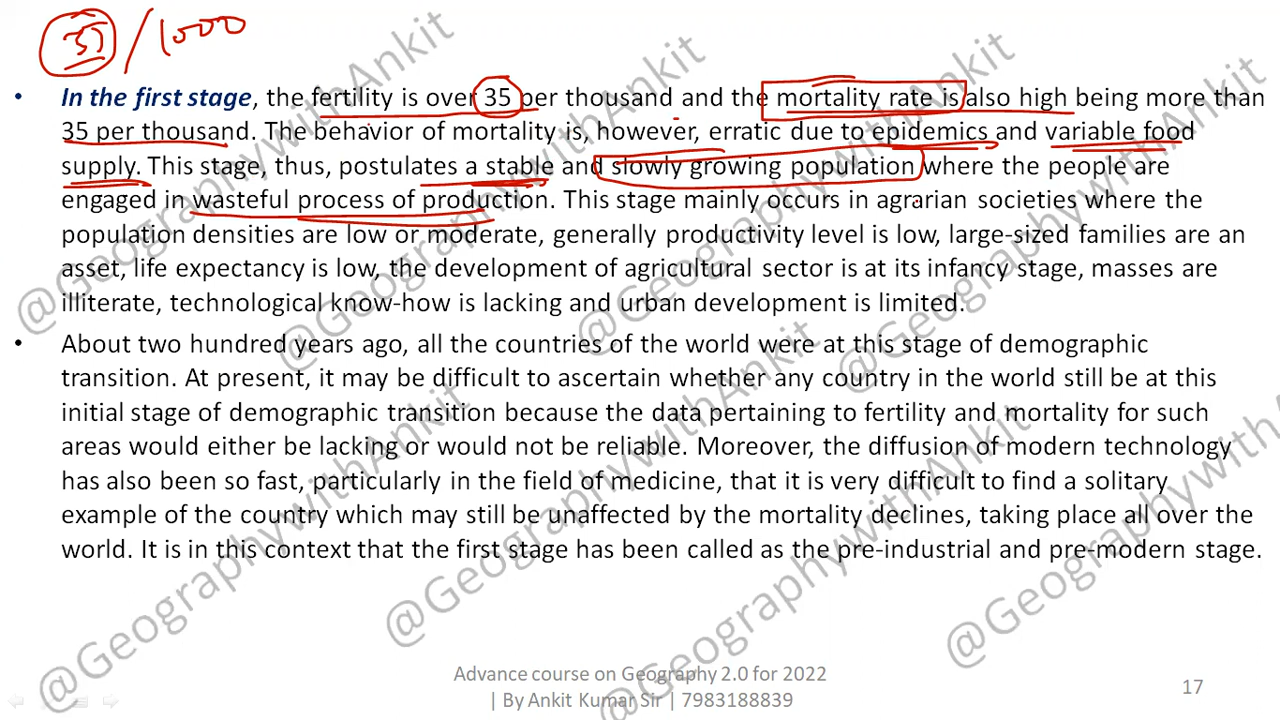 35/1000
• In the first stage, the fertility is over 35 per thousand and the mortality rate is also high being more than
35 per thousand. The behavior of mortality is, however, erratic due to epidemics and variable food
supply. This stage, thus, postulates a stable and slowly growing population where the people are
engaged in wasteful process of production. This stage mainly occurs in agrarian societies where the
population densities are low or moderate, generally productivity level is low, large-sized families are an
asset, life expectancy is low, the development of agricultural sector is at its infancy stage, masses are
illiterate, technological know-how is lacking and urban development is limited.
• About two hundred years ago, all the countries of the world were at this stage of demographic
transition. At present, it may be difficult to ascertain whether any country in the world still be at this
initial stage of demographic transition because the data pertaining to fertility and mortality for such
areas would either be lacking or would not be reliable. Moreover, the diffusion of modern technology
has also been so fast, particularly in the field of medicine, that it is very difficult to find a solitary
example of the country which may still be unaffected by the mortality declines, taking place all over the
world. It is in this context that the first stage has been called as the pre-industrial and pre-modern stage.
@GeographywithAnkit
@GeographywithAnkit
@GeographywithAnkit
@GeographywithAnkit
@GeographywithAnkit
@GeographywithAnkit
@GeographywithAnkit
@Geographywith
Advance course on Geography 2.0 for 2022
| By Ankit Kumar Sir | 7983188839
17